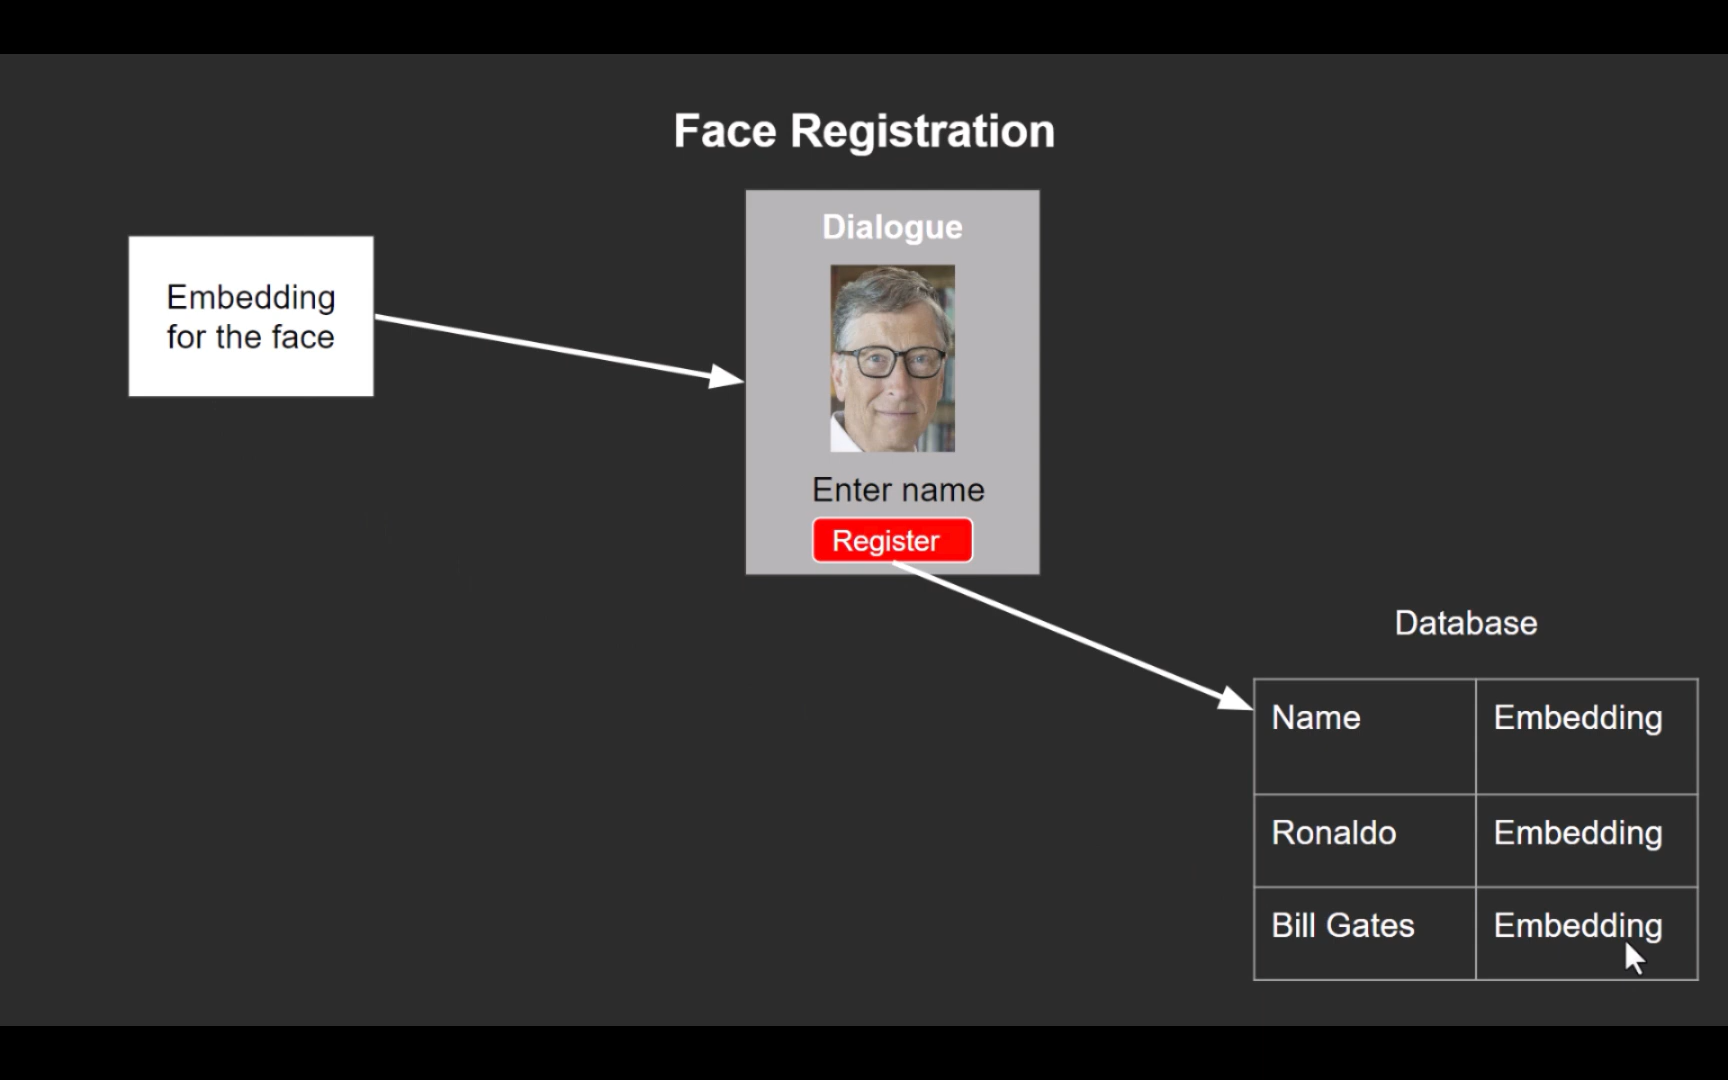 Face Registration
Embedding
for the face
Dialogue
Enter name
Register
Database
Name Embedding
Ronaldo Embedding
Bill Gates Embedding